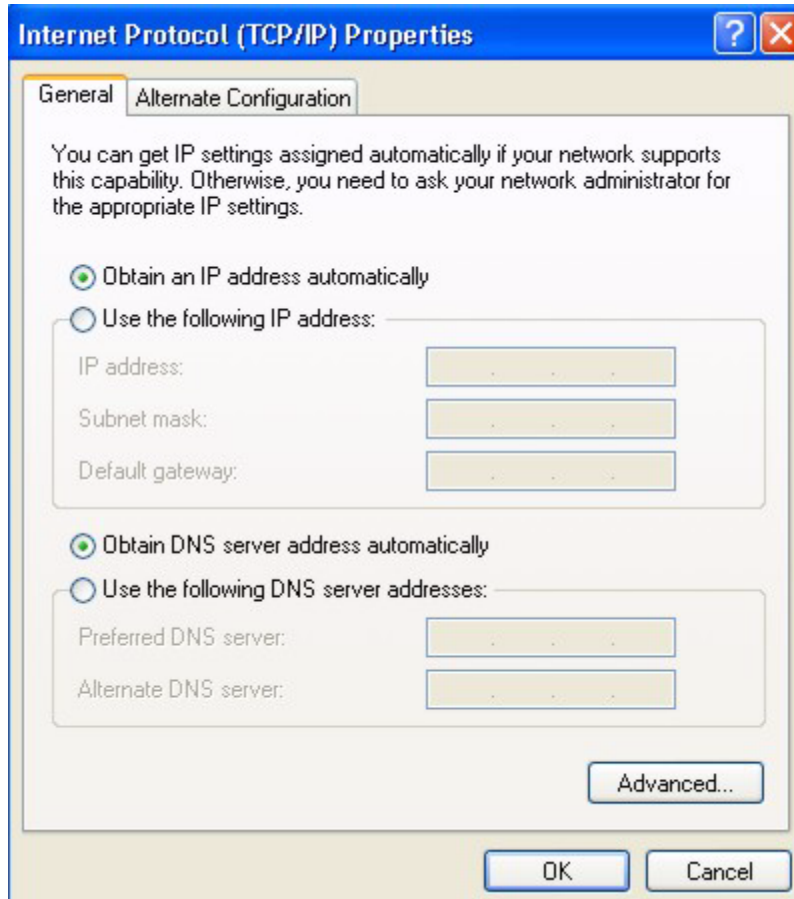 Internet Protocol (TCP/IP) Properties
General
Alternate Configuration
You can get IP settings assigned automatically if your network supports
this capability. Otherwise, you need to ask your network administrator for
the appropriate IP settings.
Obtain an IP address automatically
Use the following IP address:
IP address:
Subnet mask:
Default gateway:
Obtain DNS server address automatically
Use the following DNS server addresses:
Preferred DNS server:
Alternate DNS server:
Advanced...
OK
Cancel